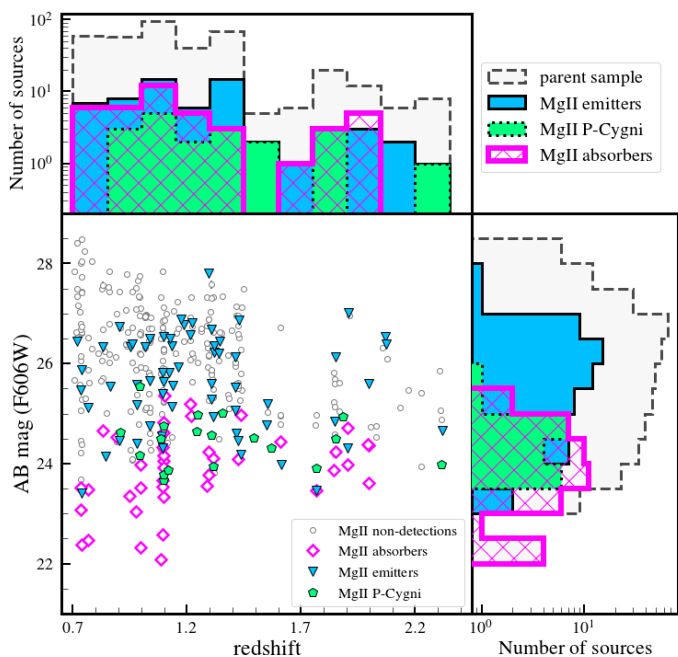 10²
10¹
10⁰
Number of sources
parent sample
MgII emitters
MgII P-Cygni
MgII absorbers
28
26
24
22
AB mag (F606W)
MgII non-detections
MgII absorbers
MgII emitters
MgII P-Cygni
0.7
1.2
1.7
2.2
redshift
10⁰
10¹
Number of sources